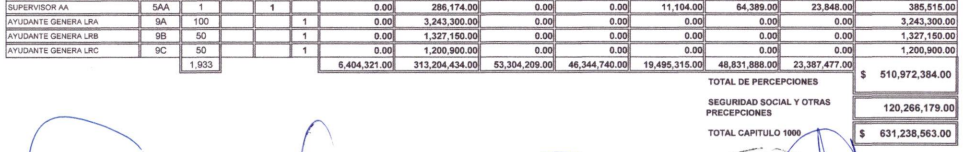 SUPERVISOR AA 5AA 1 1 0.00 286,174.00 0.00 0.00 11,104.00 64,389.00 23,848.00 385,515.00
AYUDANTE GENERA LRA 9A 100 1 0.00 3,243,300.00 0.00 0.00 0.00 0.00 0.00 3,243,300.00
AYUDANTE GENERA LRB 9B 50 1 0.00 1,327,150.00 0.00 0.00 0.00 0.00 0.00 1,327,150.00
AYUDANTE GENERA LRC 9C 50 1 0.00 1,200,900.00 0.00 0.00 0.00 0.00 0.00 1,200,900.00
1,933 6,404,321.00 313,204,434.00 53,304,209.00 46,344,740.00 19,495,315.00 48,831,888.00 23,387,477.00
TOTAL DE PERCEPCIONES $ 510,972,384.00
SEGURIDAD SOCIAL Y OTRAS
PRECEPCIONES 120,266,179.00
TOTAL CAPITULO 1000 $ 631,238,563.00